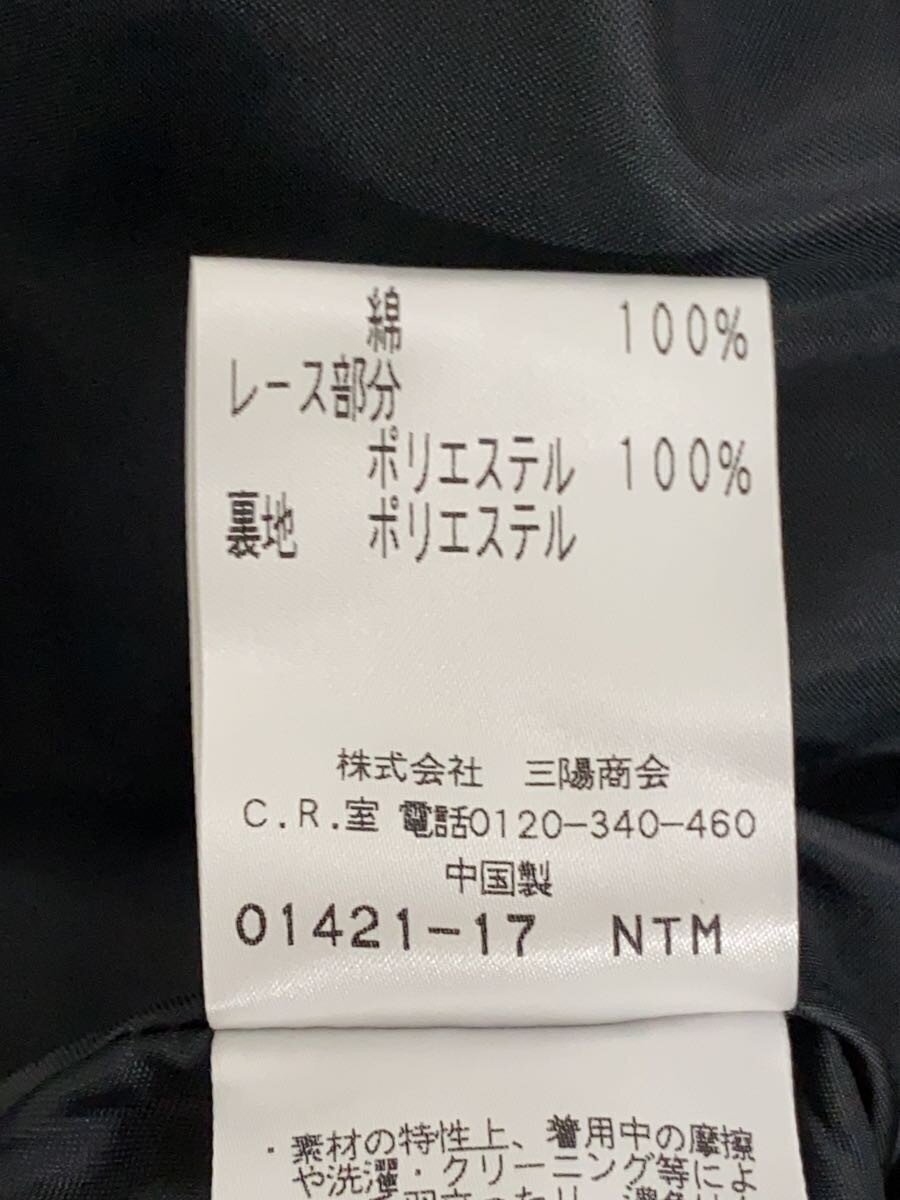 綿 100%
レース部分
ポリエステル 100%
裏地 ポリエステル
株式会社 三陽商会
C.R.室 電話0120-340-460
中国製
01421-17 NTM
・素材の特性上、着用中の摩擦
や洗濯・クリーニング等によ